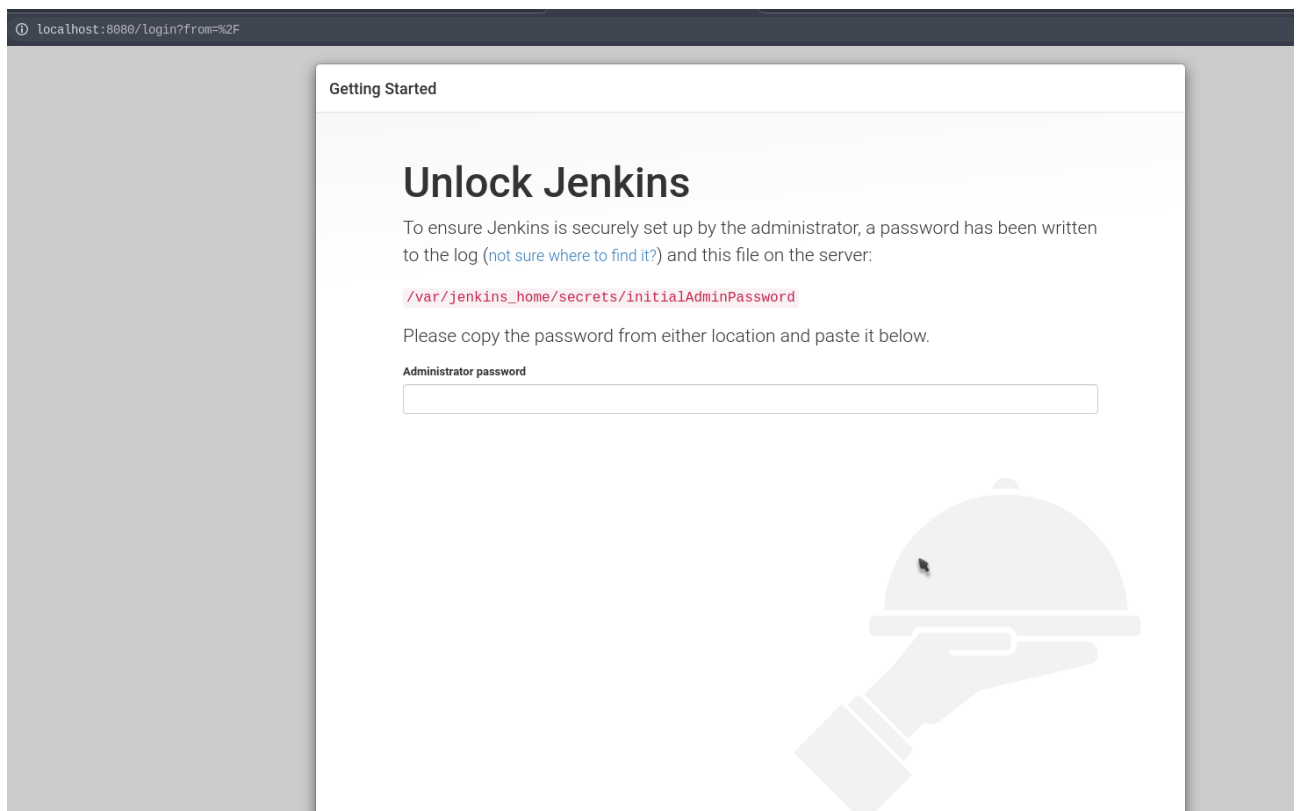 localhost:8080/login?from=%2F
Getting Started
Unlock Jenkins
To ensure Jenkins is securely set up by the administrator, a password has been written
to the log (not sure where to find it?) and this file on the server:
/var/jenkins_home/secrets/initialAdminPassword
Please copy the password from either location and paste it below.
Administrator password